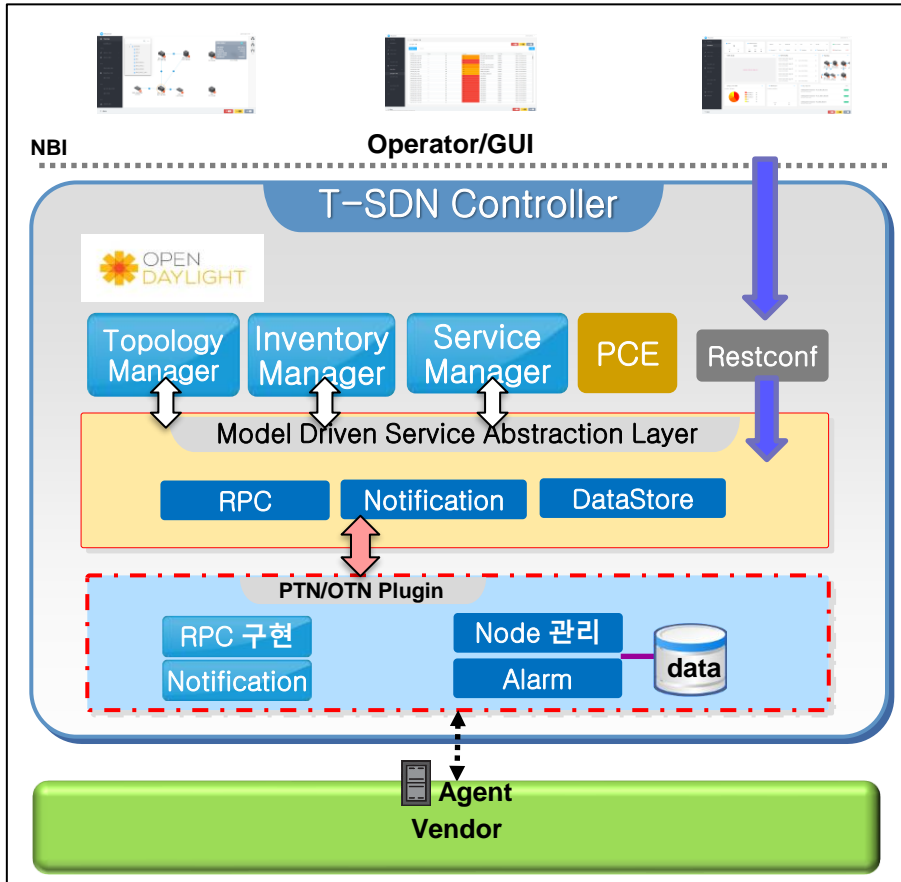 Operator/GUI
NBI
T-SDN Controller
OPEN
DAYLIGHT
Topology
Manager
Inventory
Manager
Service
Manager
PCE
Restconf
Model Driven Service Abstraction Layer
RPC
Notification
DataStore
PTN/OTN Plugin
RPC 구현
Notification
Node 관리
Alarm
data
Agent
Vendor